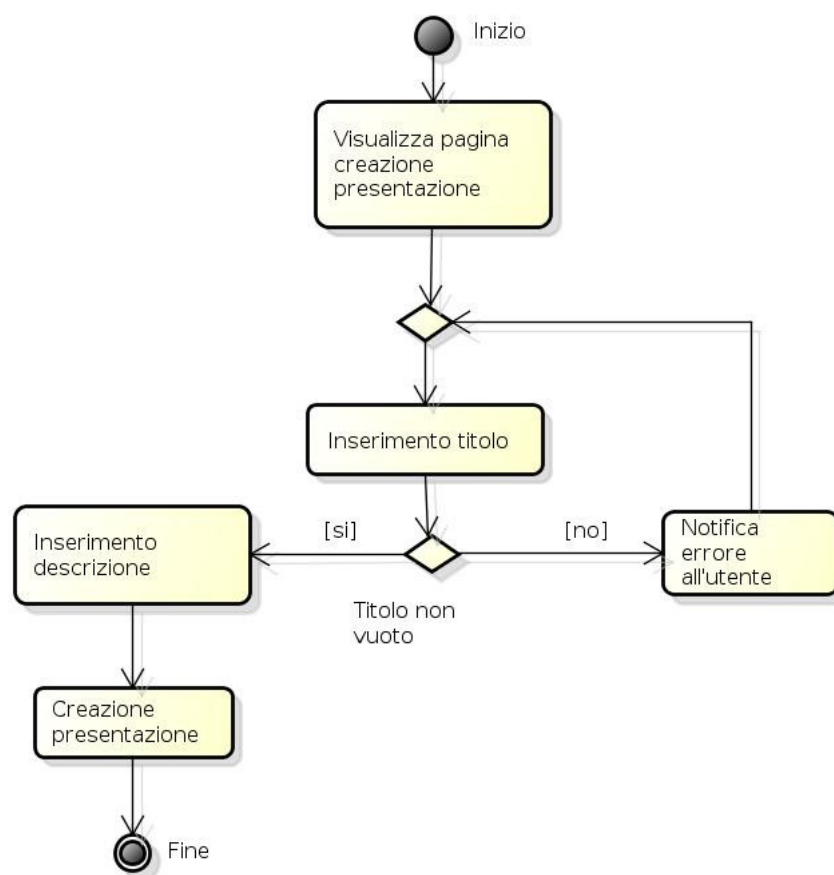 Inizio
Visualizza pagina
creazione
presentazione
Inserimento titolo
[si]
[no]
Inserimento
descrizione
Notifica
errore
all'utente
Titolo non
vuoto
Creazione
presentazione
Fine